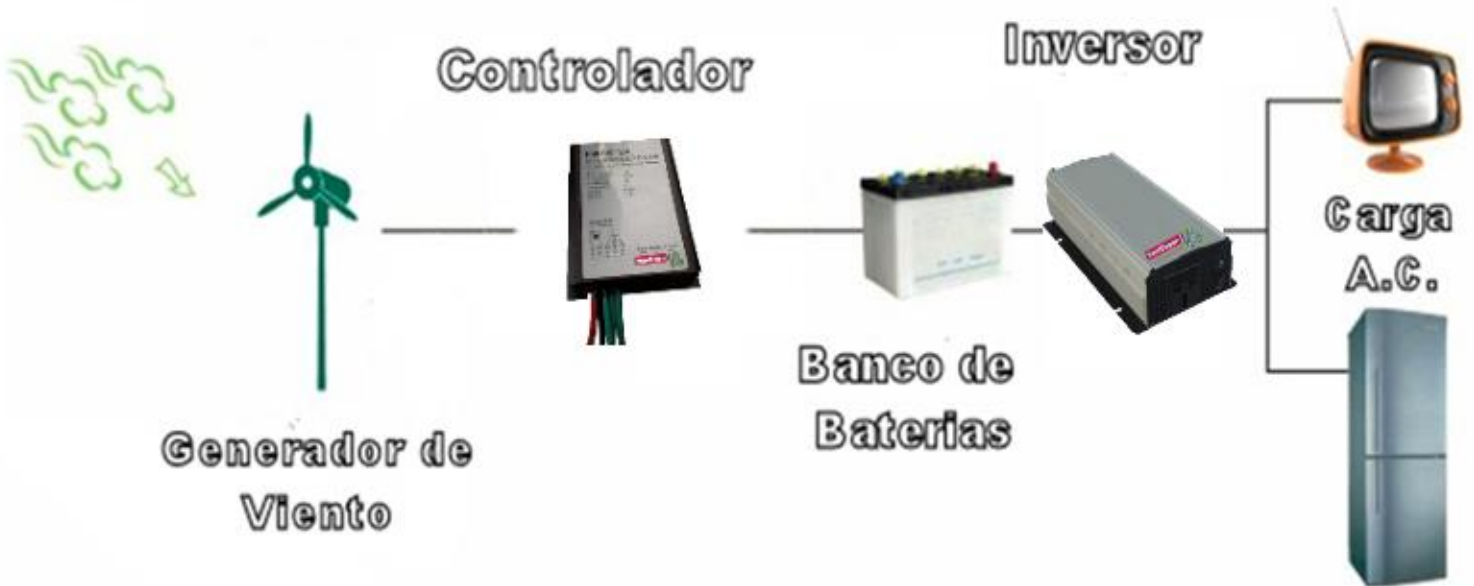 Controlador
Inversor
Generador de
Viento
Banco de
Baterias
Carga
A.C.